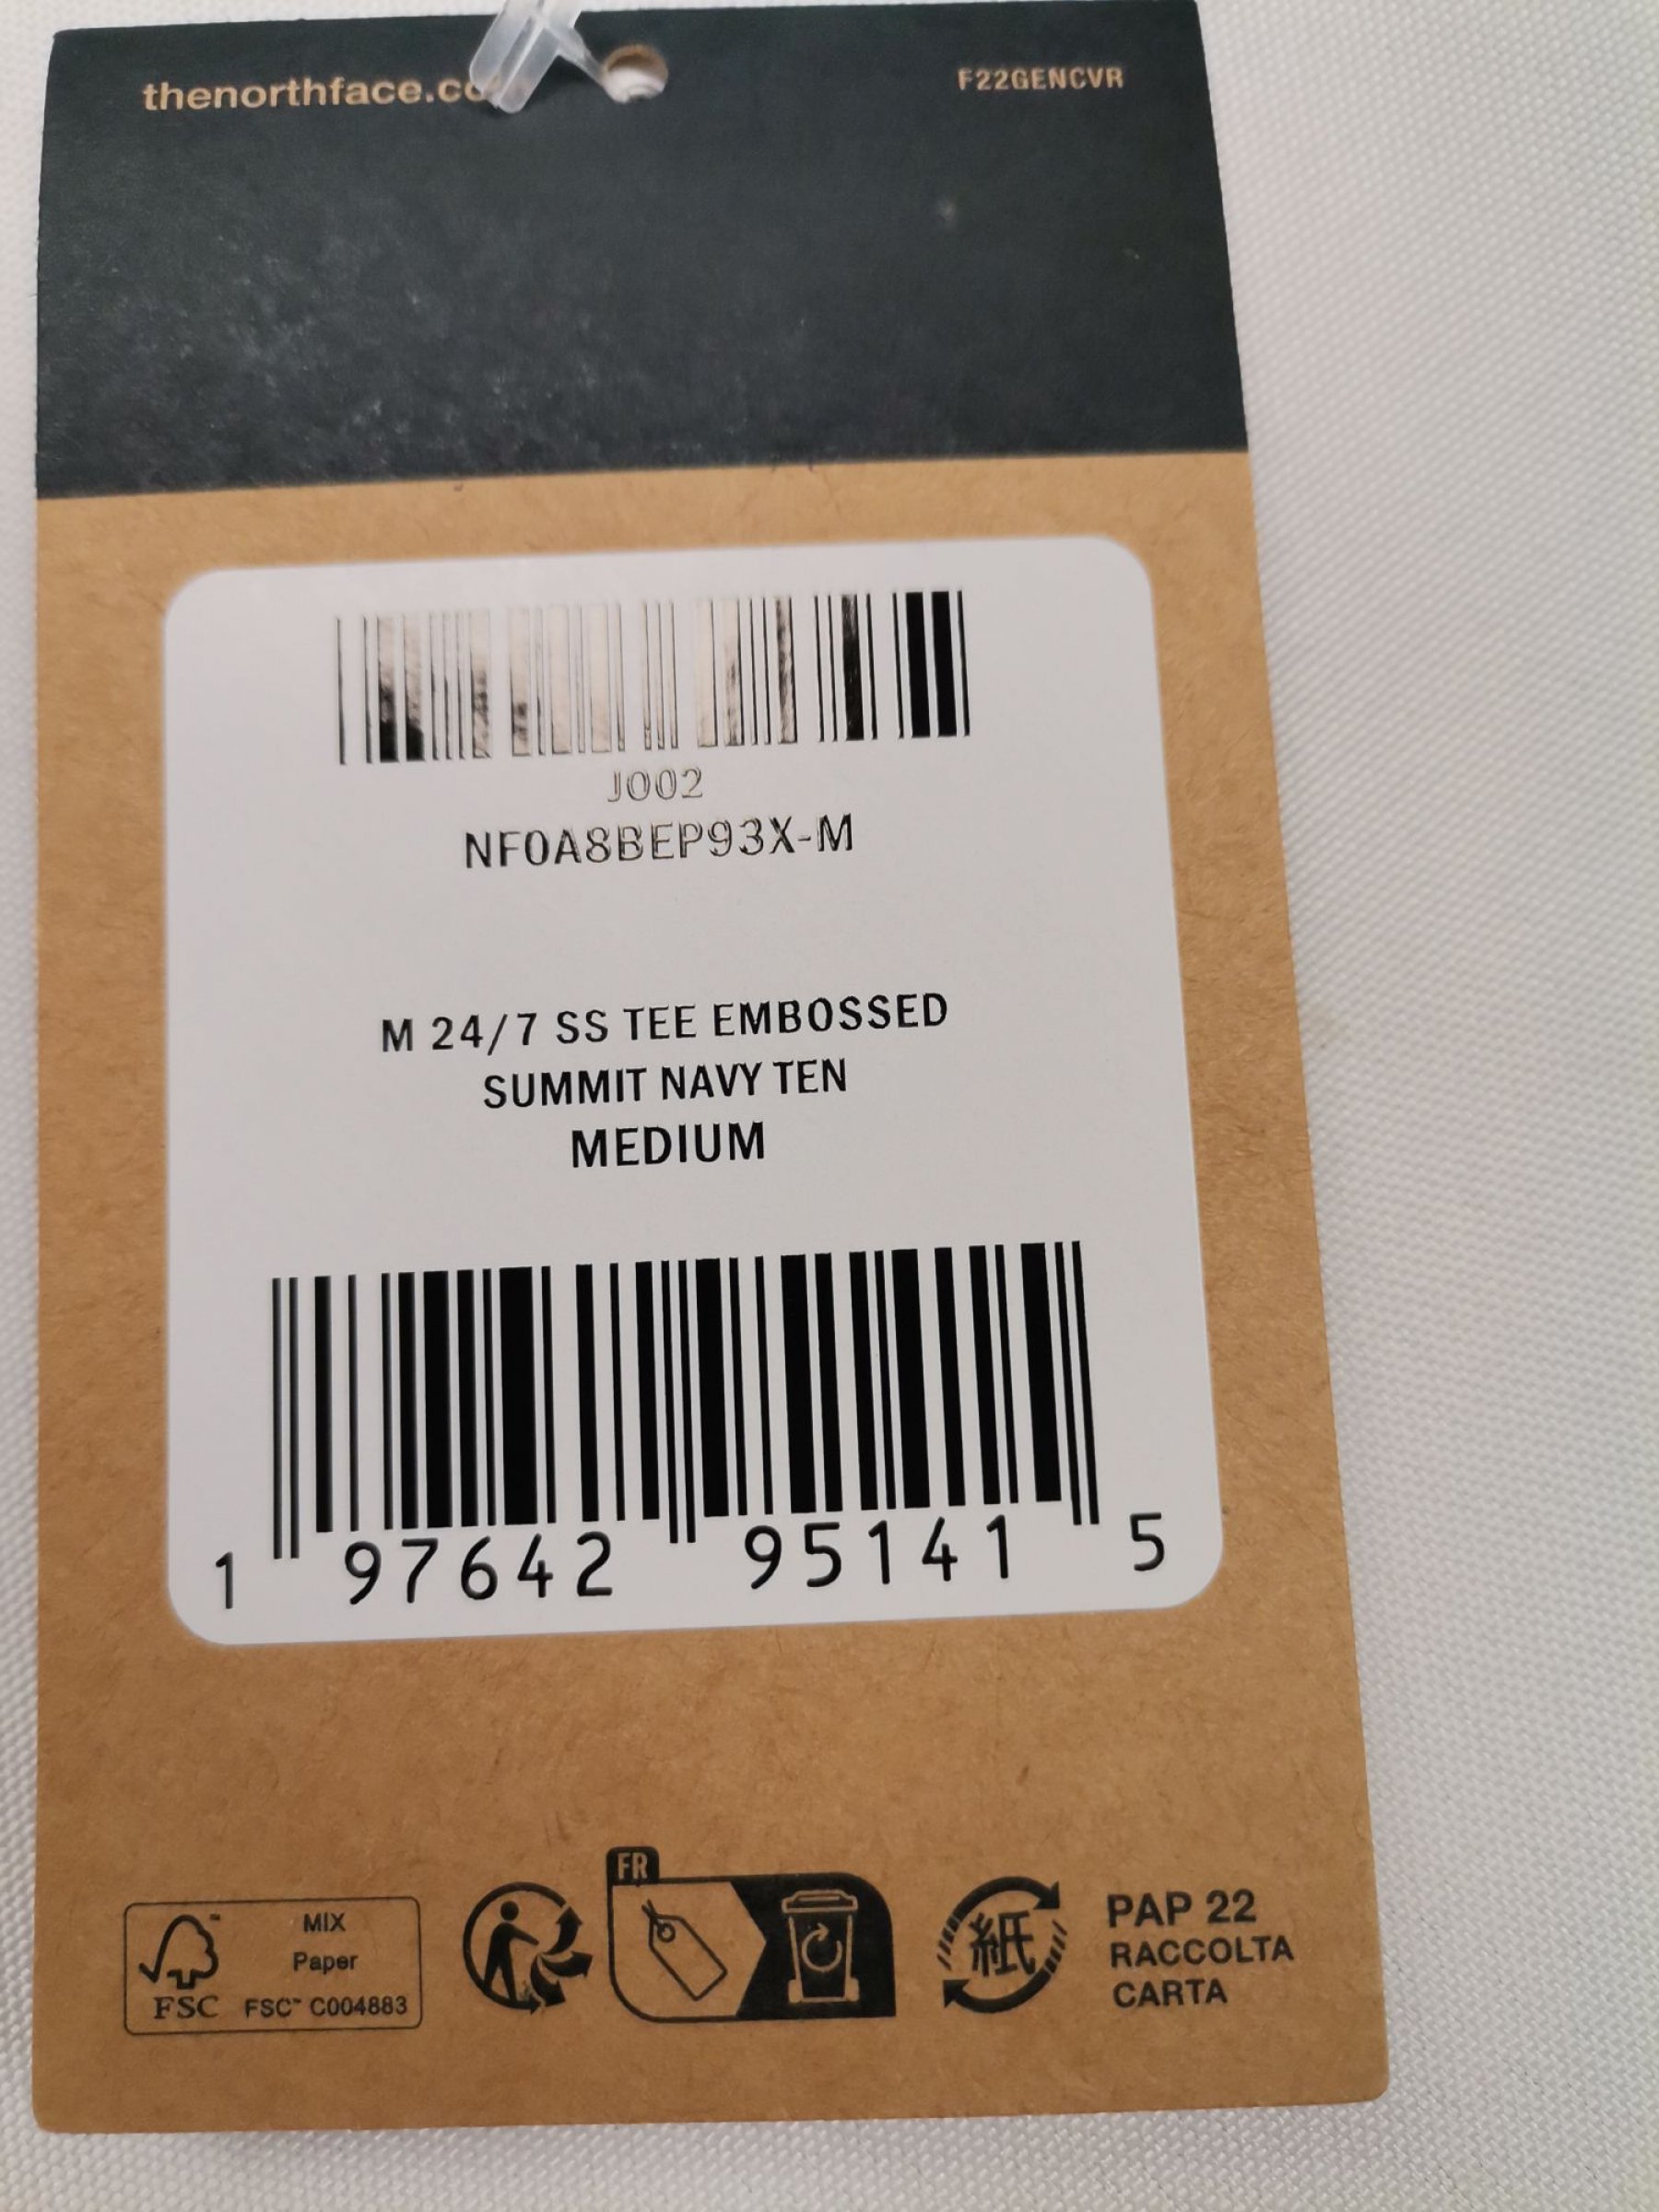 thenorthface.co
F22GENCVR
J002
NF0A8BEP93X-M
M 24/7 SS TEE EMBOSSED
SUMMIT NAVY TEN
MEDIUM
1 97642 95141 5
FR
MIX
Paper
FSC™ C004883
FSC
紙
PAP 22
RACCOLTA
CARTA